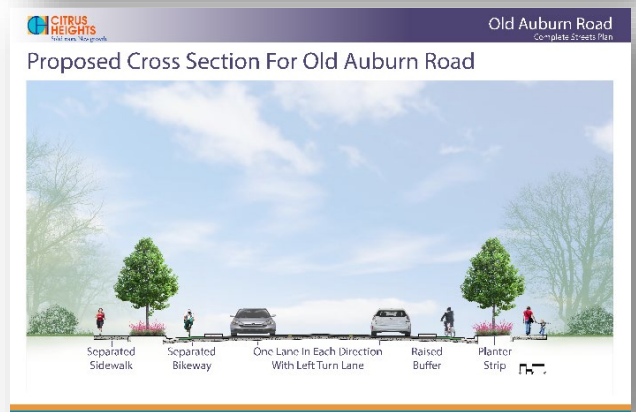 CITRUS
HEIGHTS
Old Auburn Road
Complete Streets Plan
Proposed Cross Section For Old Auburn Road
Separated
Sidewalk
Separated
Bikeway
One Lane In Each Direction
With Left Turn Lane
Raised
Buffer
Planter
Strip